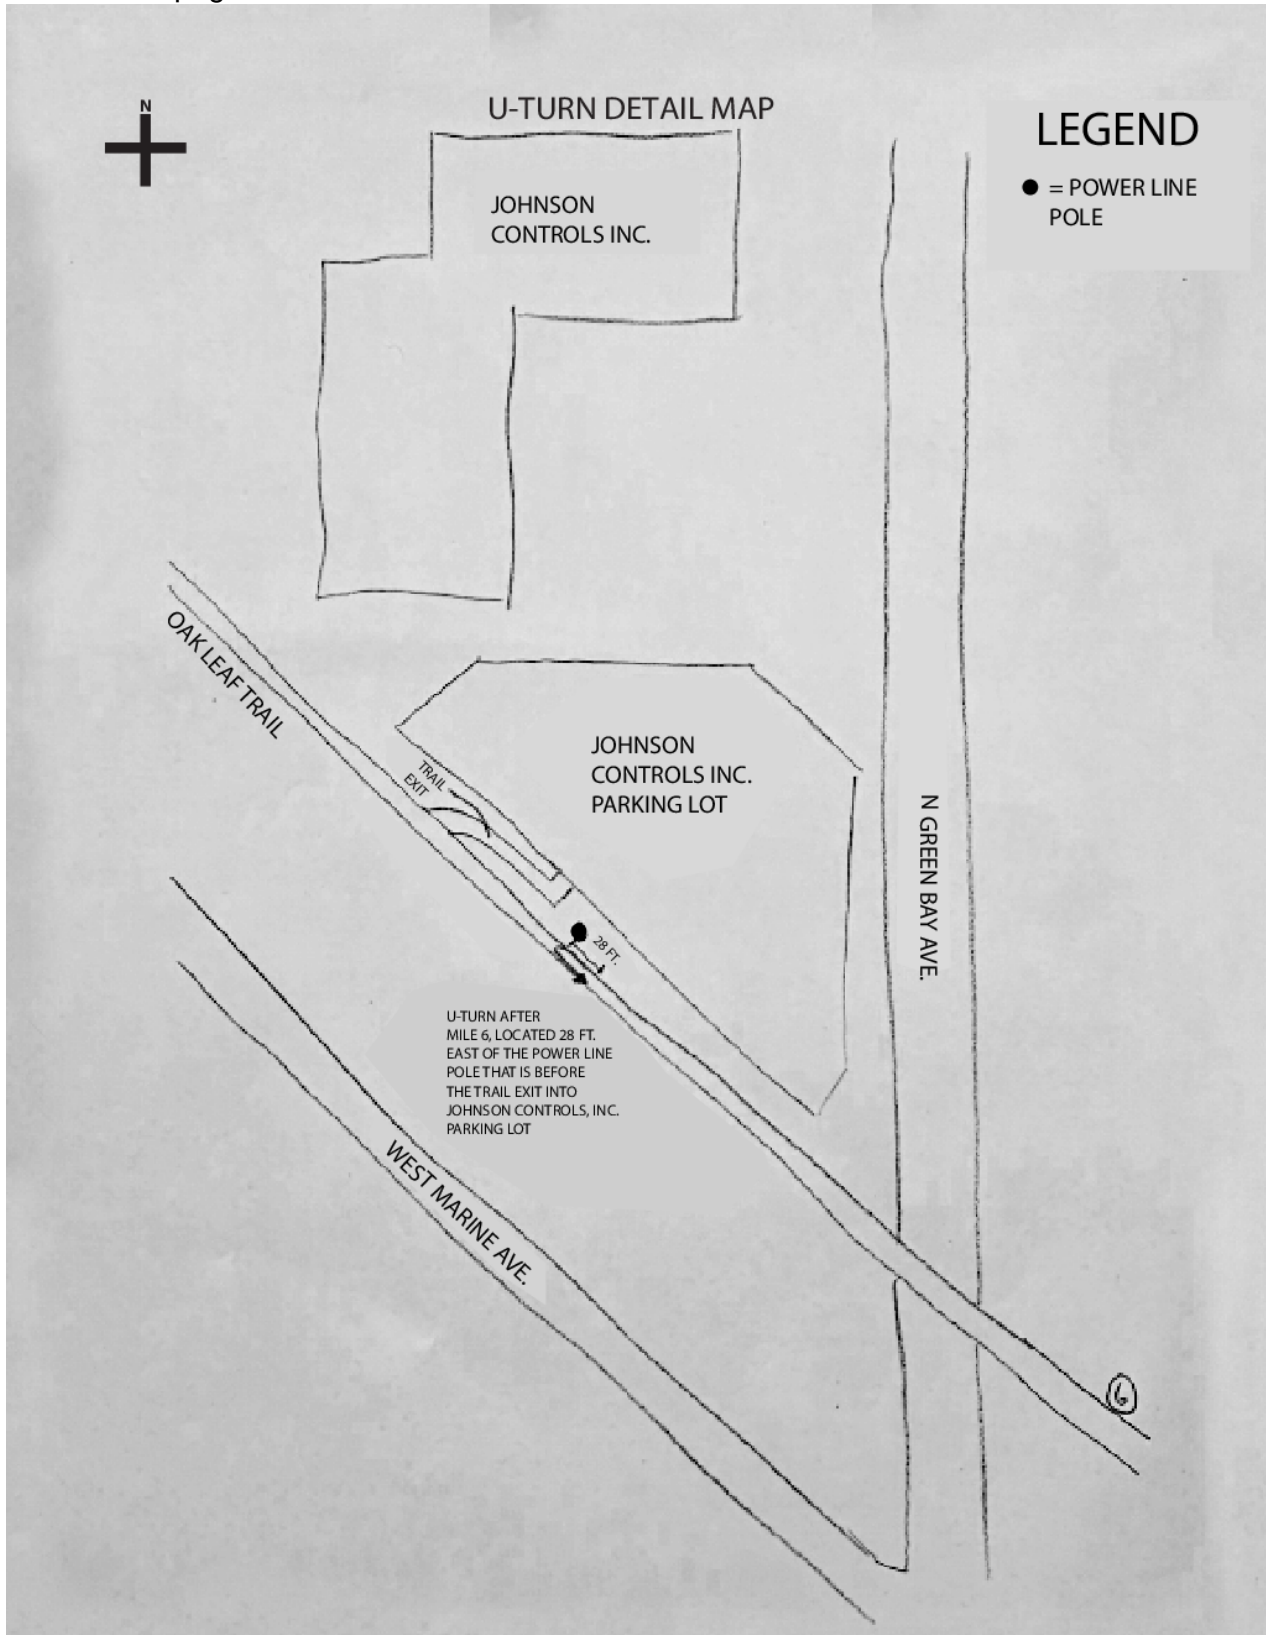 N
U-TURN DETAIL MAP
LEGEND
= POWER LINE
POLE
JOHNSON
CONTROLS INC.
OAK LEAF TRAIL
TRAIL
EXIT
JOHNSON
CONTROLS INC.
PARKING LOT
N GREEN BAY AVE.
28 FT.
U-TURN AFTER
MILE 6, LOCATED 28 FT.
EAST OF THE POWER LINE
POLE THAT IS BEFORE
THE TRAIL EXIT INTO
JOHNSON CONTROLS, INC.
PARKING LOT
WEST MARINE AVE.
6